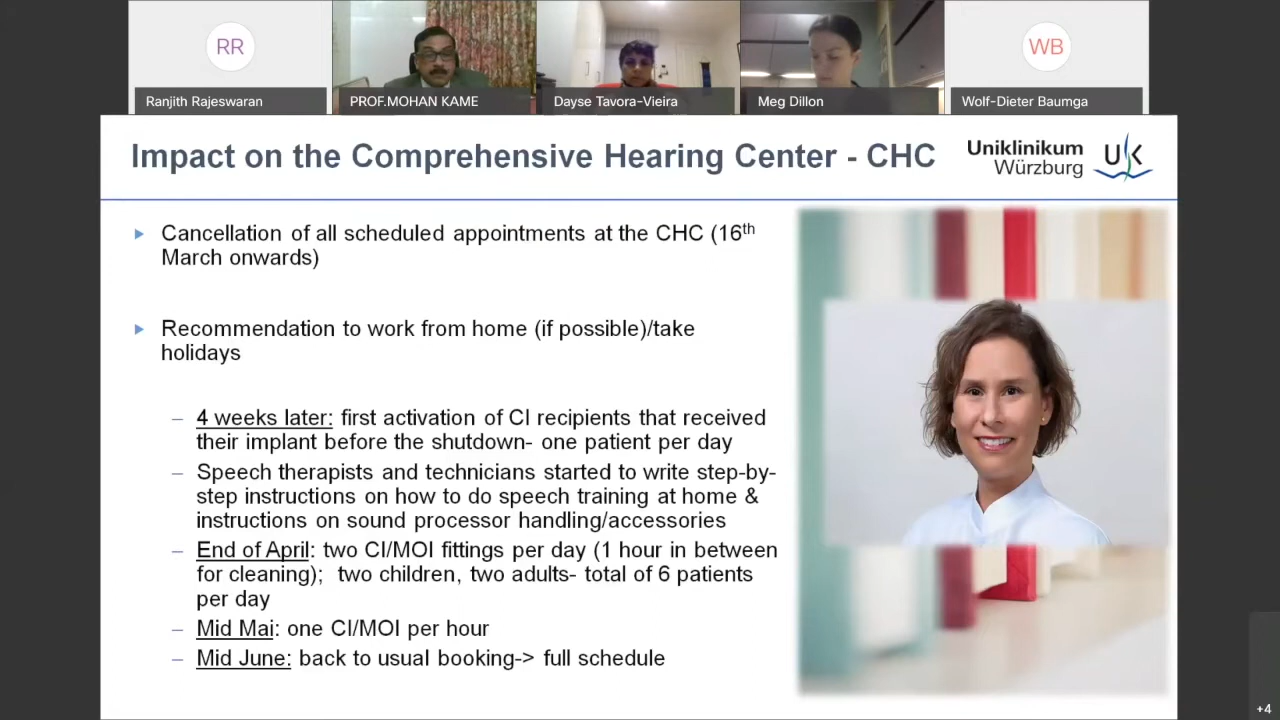 RR
WB
Ranjith Rajeswaran
PROF.MOHAN KAME
Dayse Tavora-Vieira
Meg Dillon
Wolf-Dieter Baumga
Impact on the Comprehensive Hearing Center - CHC
Uniklinikum
Würzburg
UK
Cancellation of all scheduled appointments at the CHC (16th
March onwards)
Recommendation to work from home (if possible)/take
holidays
– 4 weeks later: first activation of CI recipients that received
their implant before the shutdown- one patient per day
– Speech therapists and technicians started to write step-by-
step instructions on how to do speech training at home &
instructions on sound processor handling/accessories
– End of April: two CI/MOI fittings per day (1 hour in between
for cleaning); two children, two adults- total of 6 patients
per day
– Mid Mai: one CI/MOI per hour
– Mid June: back to usual booking-> full schedule
+4